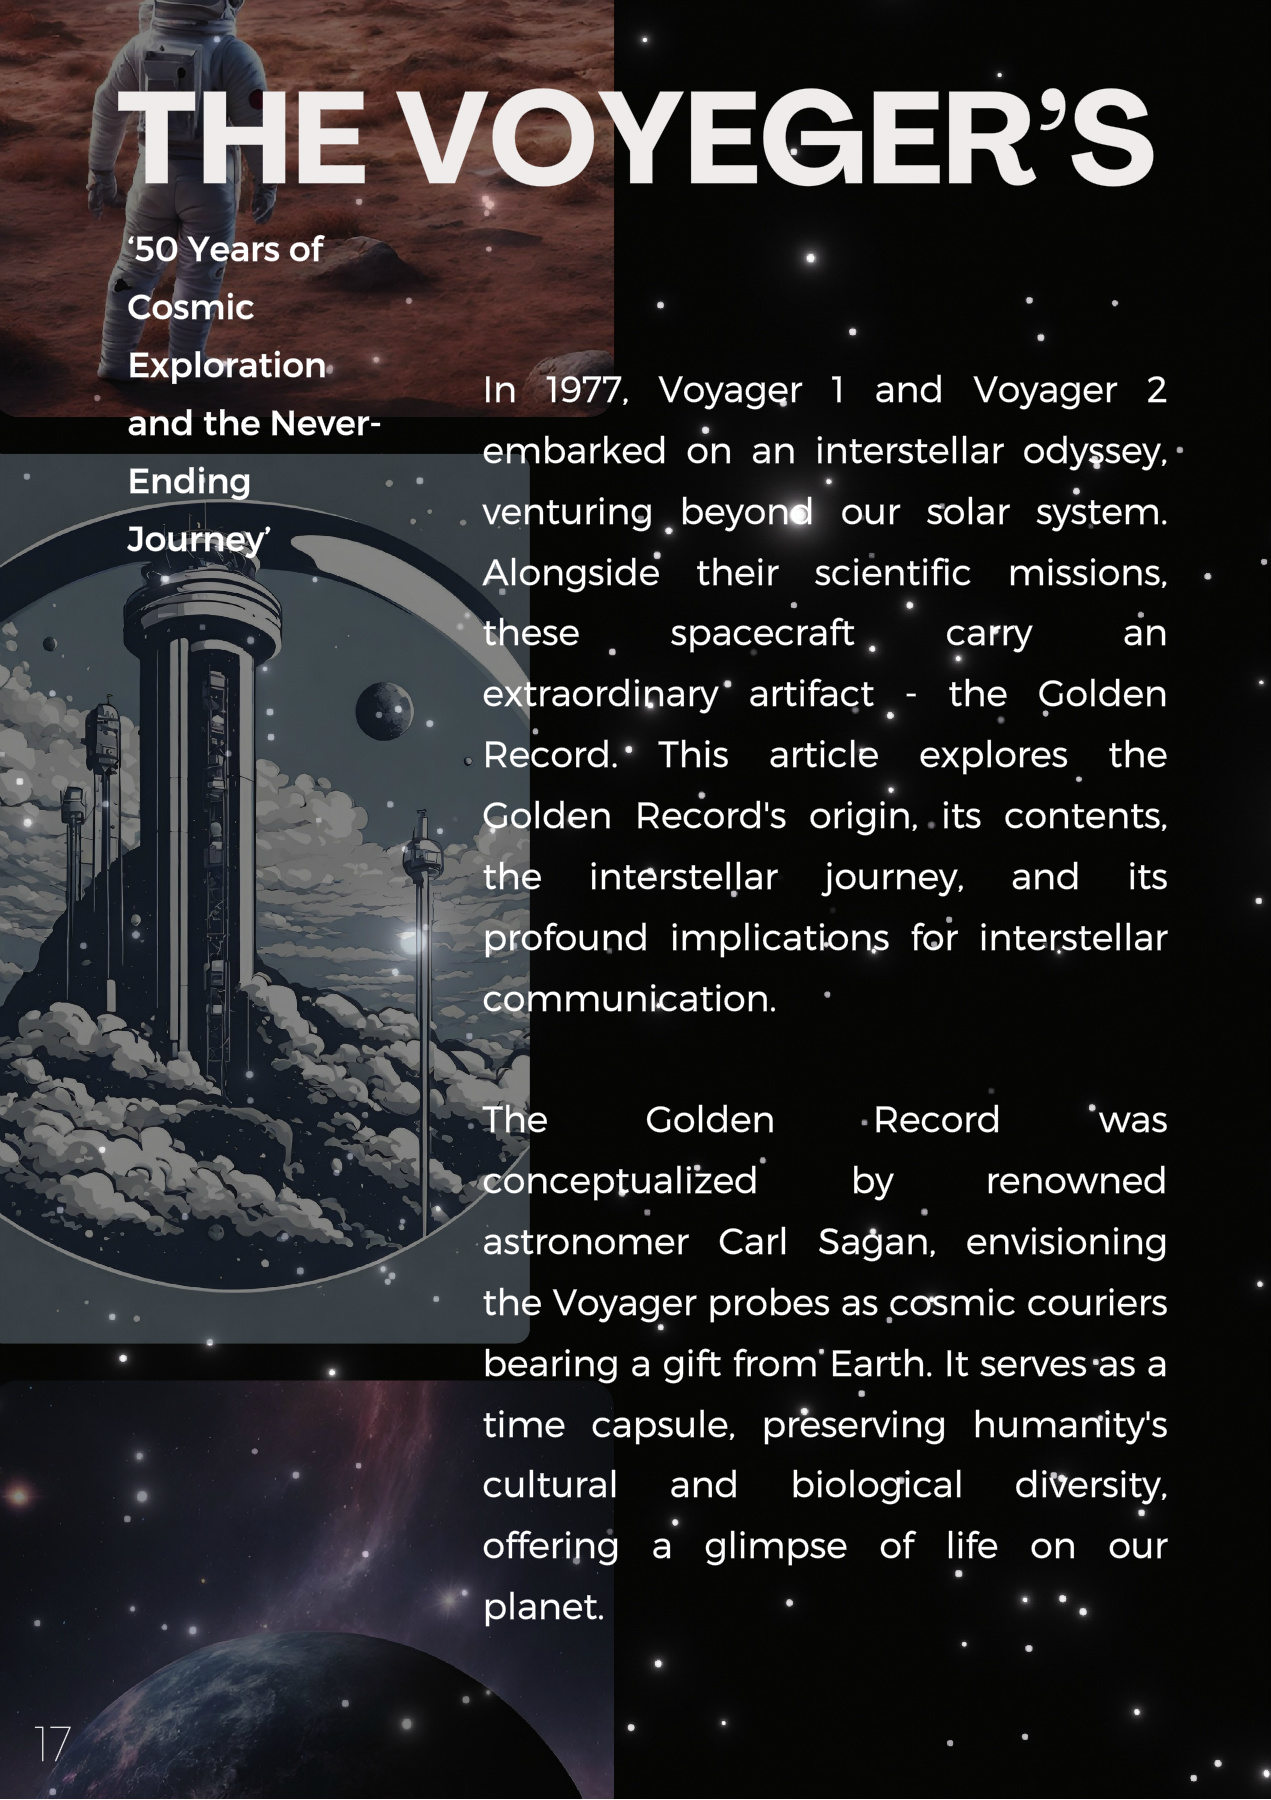 THE VOYEGER’S
‘50 Years of
Cosmic
Exploration
and the Never-
Ending
Journey’
In 1977, Voyager 1 and Voyager 2
embarked on an interstellar odyssey,
venturing beyond our solar system.
Alongside their scientific missions,
these spacecraft carry an
extraordinary artifact - the Golden
Record. This article explores the
Golden Record's origin, its contents,
the interstellar journey, and its
profound implications for interstellar
communication.
The Golden Record was
conceptualized by renowned
astronomer Carl Sagan, envisioning
the Voyager probes as cosmic couriers
bearing a gift from Earth. It serves as a
time capsule, preserving humanity's
cultural and biological diversity,
offering a glimpse of life on our
planet.
17